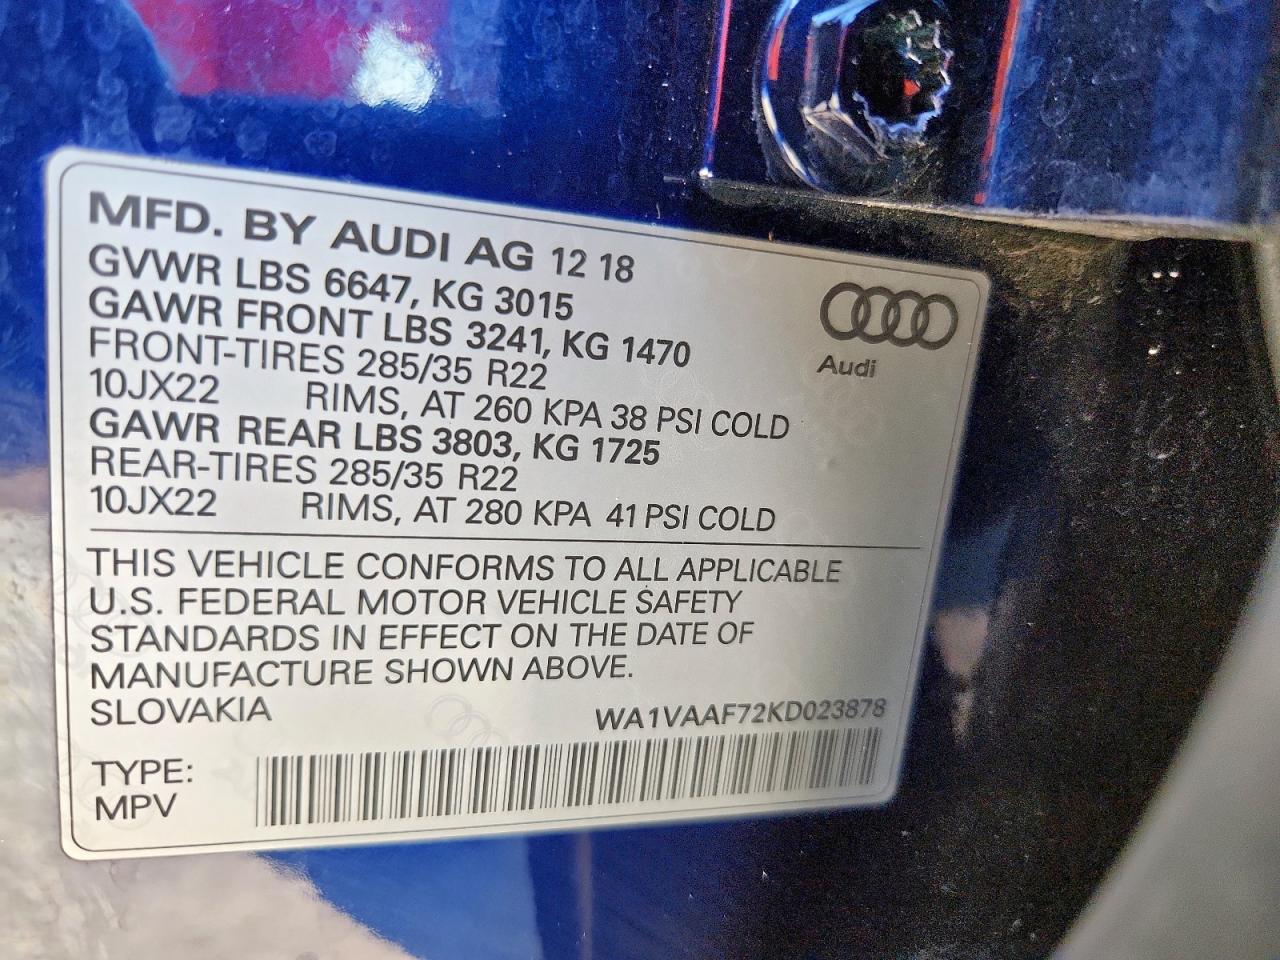 MFD. BY AUDI AG 12 18
GVWR LBS 6647, KG 3015
GAWR FRONT LBS 3241, KG 1470
FRONT-TIRES 285/35 R22
10JX22 RIMS, AT 260 KPA 38 PSI COLD
GAWR REAR LBS 3803, KG 1725
REAR-TIRES 285/35 R22
10JX22 RIMS, AT 280 KPA 41 PSI COLD
Audi
THIS VEHICLE CONFORMS TO ALL APPLICABLE
U.S. FEDERAL MOTOR VEHICLE SAFETY
STANDARDS IN EFFECT ON THE DATE OF
MANUFACTURE SHOWN ABOVE.
SLOVAKIA WA1VAAF72KD023878
TYPE:
MPV